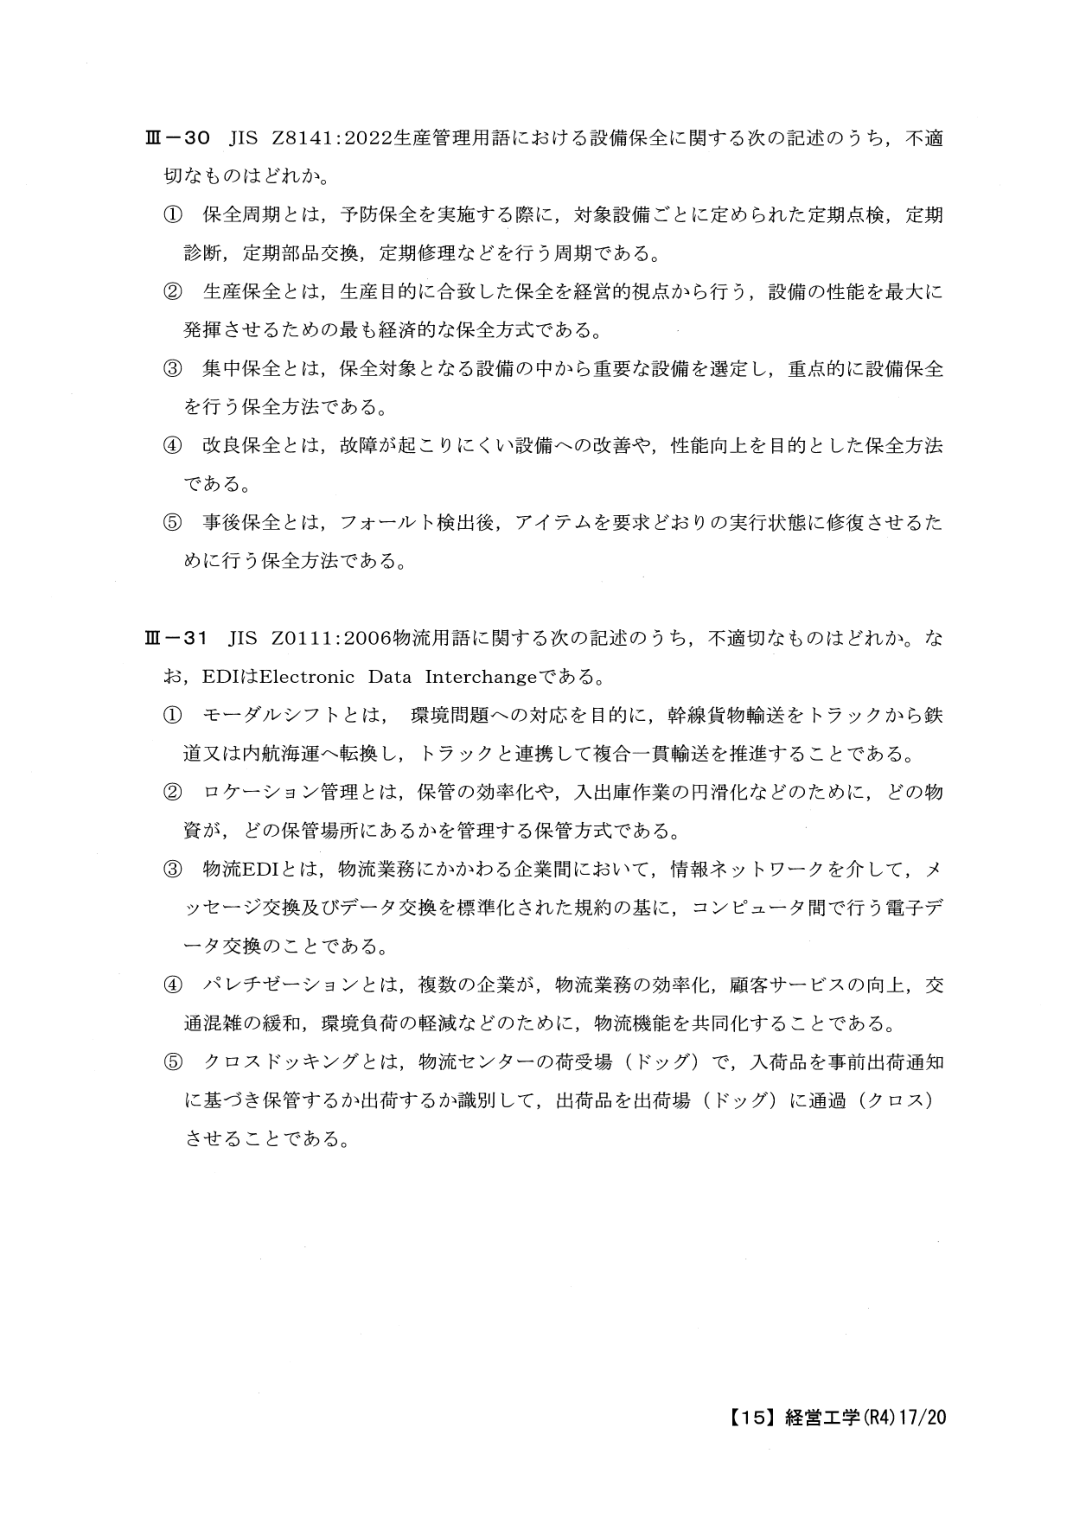 Ⅲ－30　JIS Z8141:2022生産管理用語における設備保全に関する次の記述のうち，不適
切なものはどれか。
①　保全周期とは，予防保全を実施する際に，対象設備ごとに定められた定期点検，定期
診断，定期部品交換，定期修理などを行う周期である。
②　生産保全とは，生産目的に合致した保全を経営的視点から行う，設備の性能を最大に
発揮させるための最も経済的な保全方式である。
③　集中保全とは，保全対象となる設備の中から重要な設備を選定し，重点的に設備保全
を行う保全方法である。
④　改良保全とは，故障が起こりにくい設備への改善や，性能向上を目的とした保全方法
である。
⑤　事後保全とは，フォールト検出後，アイテムを要求どおりの実行状態に修復させるた
めに行う保全方法である。
Ⅲ－31　JIS Z0111:2006物流用語に関する次の記述のうち，不適切なものはどれか。な
お，EDIはElectronic Data Interchangeである。
①　モーダルシフトとは，　環境問題への対応を目的に，幹線貨物輸送をトラックから鉄
道又は内航海運へ転換し，トラックと連携して複合一貫輸送を推進することである。
②　ロケーション管理とは，保管の効率化や，入出庫作業の円滑化などのために，どの物
資が，どの保管場所にあるかを管理する保管方式である。
③　物流EDIとは，物流業務にかかわる企業間において，情報ネットワークを介して，メ
ッセージ交換及びデータ交換を標準化された規約の基に，コンピュータ間で行う電子デ
ータ交換のことである。
④　パレチゼーションとは，複数の企業が，物流業務の効率化，顧客サービスの向上，交
通混雑の緩和，環境負荷の軽減などのために，物流機能を共同化することである。
⑤　クロスドッキングとは，物流センターの荷受場（ドッグ）で，入荷品を事前出荷通知
に基づき保管するか出荷するか識別して，出荷品を出荷場（ドッグ）に通過（クロス）
させることである。
【15】経営工学(R4)17/20